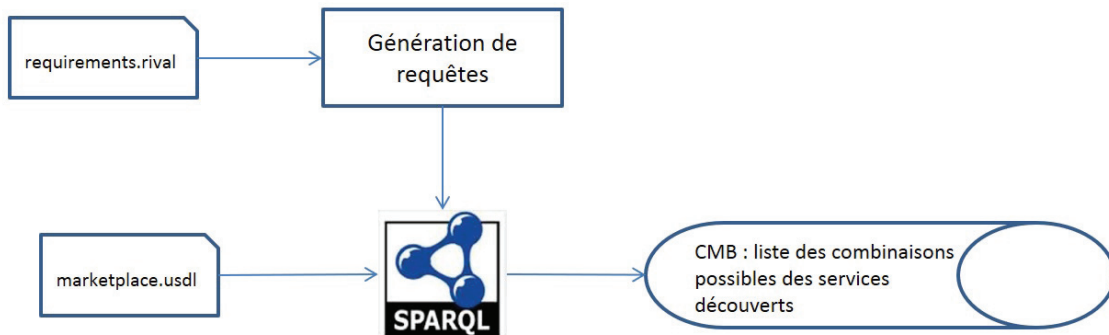 requirements.rival
Génération de
requêtes
marketplace.usdl
SPARQL
CMB : liste des combinaisons
possibles des services
découverts